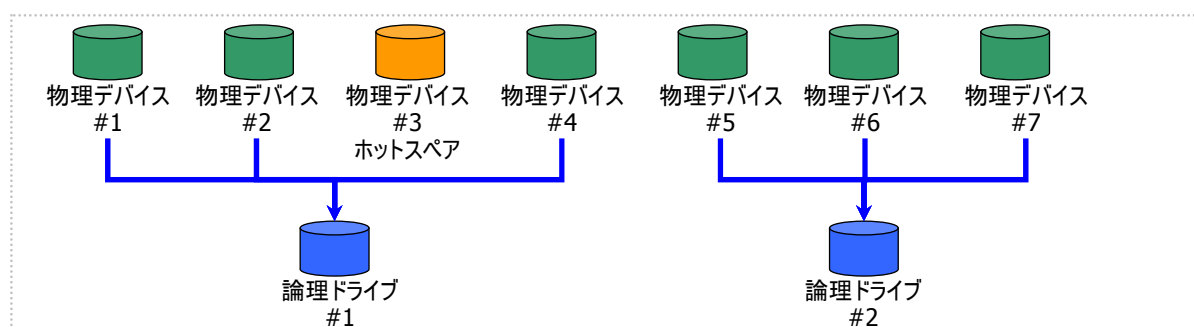 物理デバイス
#1
物理デバイス
#2
物理デバイス
#3
ホットスペア
物理デバイス
#4
物理デバイス
#5
物理デバイス
#6
物理デバイス
#7
論理ドライブ
#1
論理ドライブ
#2